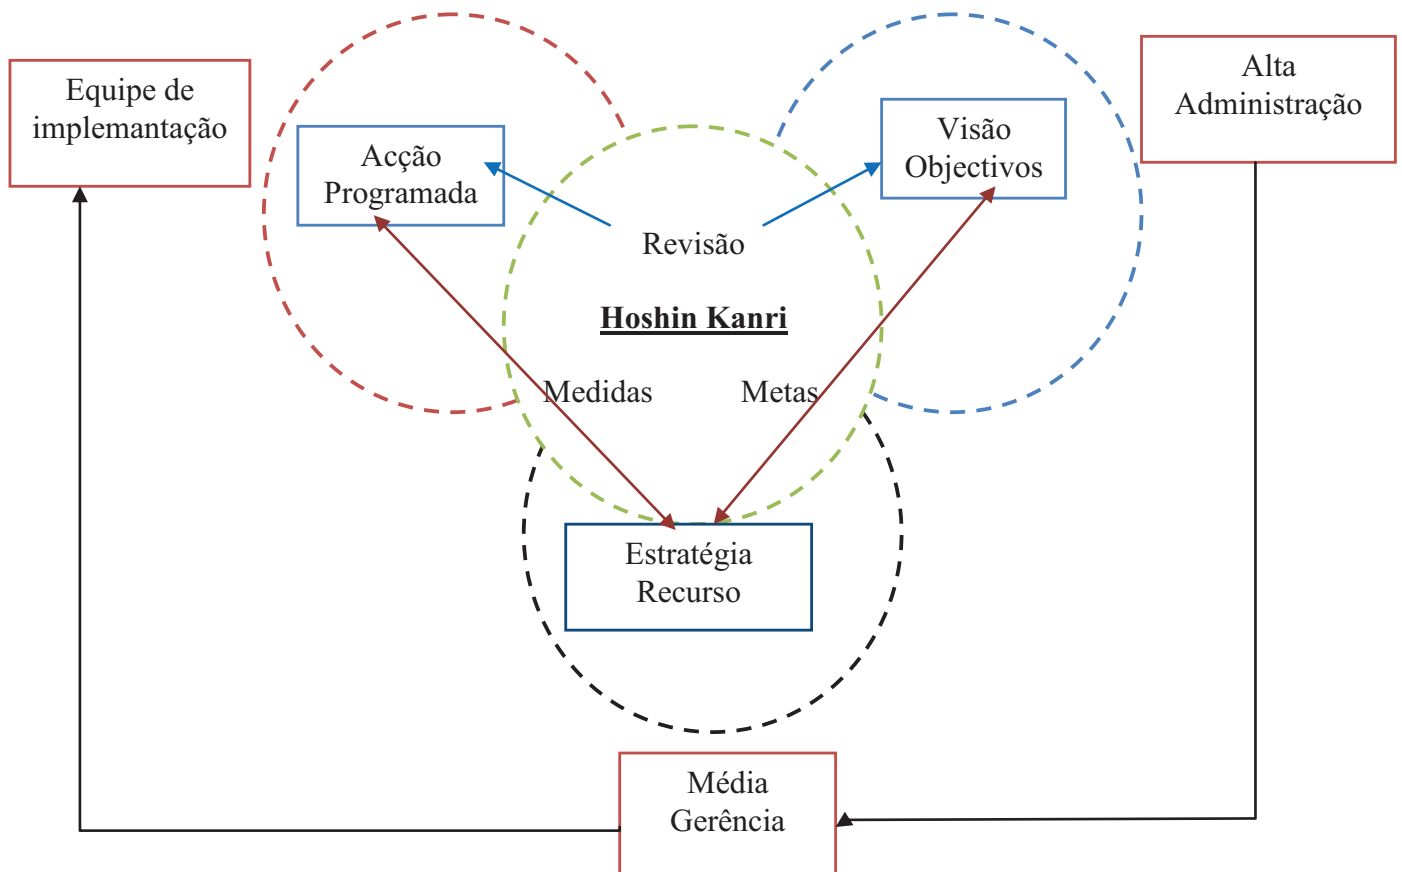 Equipe de
implemantação
Alta
Administração
Acção
Programada
Visão
Objectivos
Revisão
Hoshin Kanri
Medidas
Metas
Estratégia
Recurso
Média
Gerência